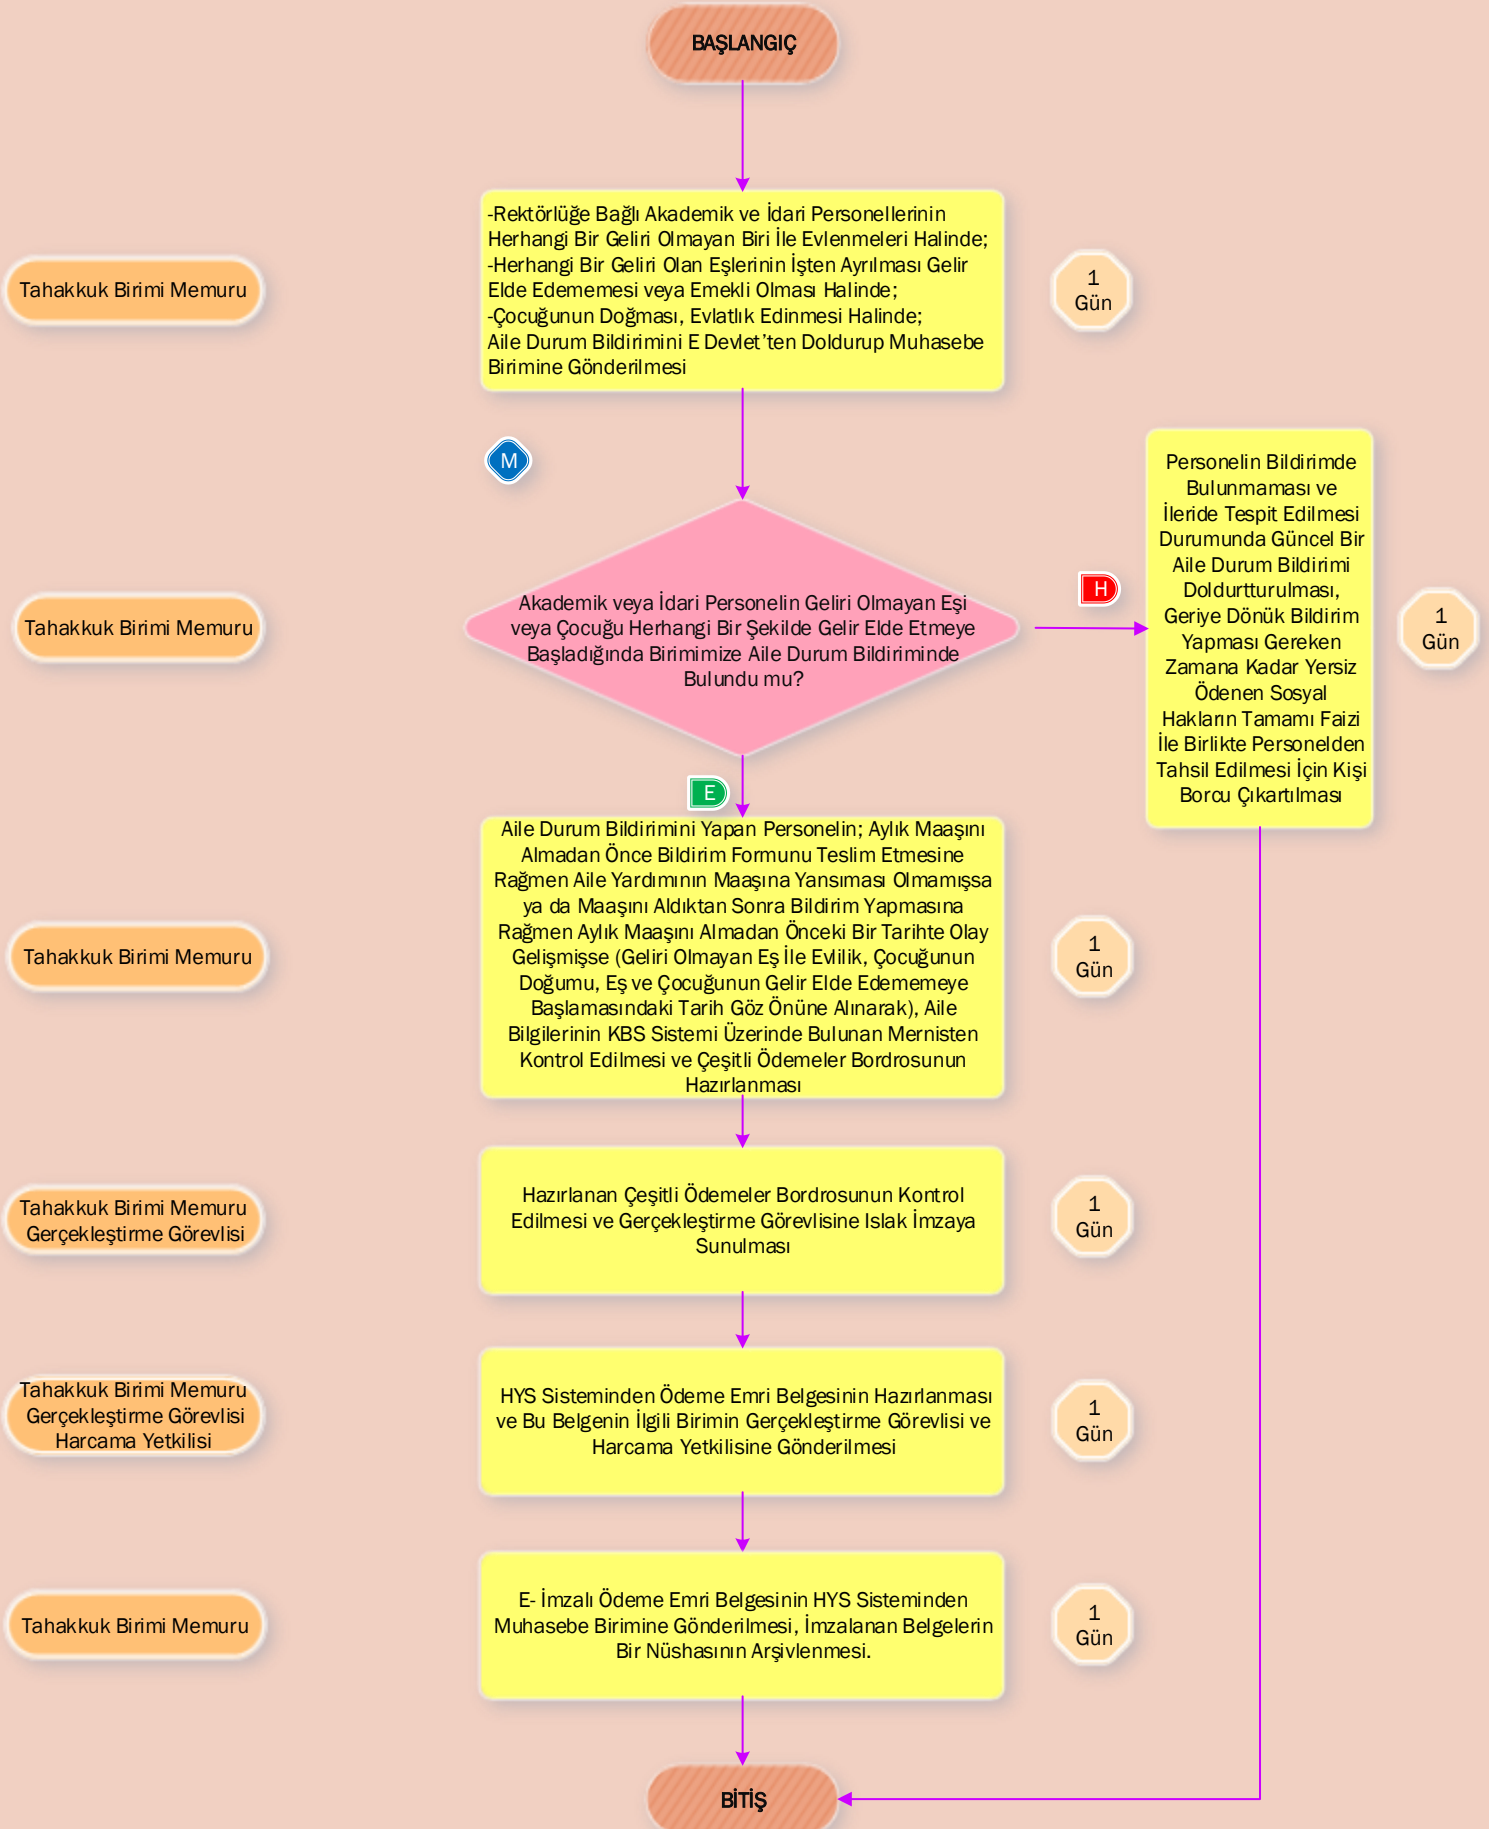 BAŞLANGIÇ
-Rektörlüğe Bağlı Akademik ve İdari Personellerinin
Herhangi Bir Geliri Olmayan Biri İle Evlenmeleri Halinde;
-Herhangi Bir Geliri Olan Eşlerinin İşten Ayrılması Gelir
Elde Edememesi veya Emekli Olması Halinde;
-Çocuğunun Doğması, Evlatlık Edinmesi Halinde;
Aile Durum Bildirimini E Devlet’ten Doldurup Muhasebe
Birimine Gönderilmesi
Tahakkuk Birimi Memuru
1
Gün
M
Tahakkuk Birimi Memuru
Akademik veya İdari Personelin Geliri Olmayan Eşi
veya Çocuğu Herhangi Bir Şekilde Gelir Elde Etmeye
Başladığında Birimimize Aile Durum Bildiriminde
Bulundu mu?
H
Personelin Bildirimde
Bulunmaması ve
İleride Tespit Edilmesi
Durumunda Güncel Bir
Aile Durum Bildirimi
Doldurtturulması,
Geriye Dönük Bildirim
Yapması Gereken
Zamana Kadar Yersiz
Ödenen Sosyal
Hakların Tamamı Faizi
İle Birlikte Personelden
Tahsil Edilmesi İçin Kişi
Borcu Çıkartılması
1
Gün
E
Tahakkuk Birimi Memuru
Aile Durum Bildirimini Yapan Personelin; Aylık Maaşını
Almadan Önce Bildirim Formunu Teslim Etmesine
Rağmen Aile Yardımının Maaşına Yansıması Olmamışsa
ya da Maaşını Aldıktan Sonra Bildirim Yapmasına
Rağmen Aylık Maaşını Almadan Önceki Bir Tarihte Olay
Gelişmişse (Geliri Olmayan Eş İle Evlilik, Çocuğunun
Doğumu, Eş ve Çocuğunun Gelir Elde Edememeye
Başlamasındaki Tarih Göz Önüne Alınarak), Aile
Bilgilerinin KBS Sistemi Üzerinde Bulunan Mernisten
Kontrol Edilmesi ve Çeşitli Ödemeler Bordrosunun
Hazırlanması
1
Gün
Tahakkuk Birimi Memuru
Gerçekleştirme Görevlisi
Hazırlanan Çeşitli Ödemeler Bordrosunun Kontrol
Edilmesi ve Gerçekleştirme Görevlisine Islak İmzaya
Sunulması
1
Gün
Tahakkuk Birimi Memuru
Gerçekleştirme Görevlisi
Harcama Yetkilisi
HYS Sisteminden Ödeme Emri Belgesinin Hazırlanması
ve Bu Belgenin İlgili Birimin Gerçekleştirme Görevlisi ve
Harcama Yetkilisine Gönderilmesi
1
Gün
Tahakkuk Birimi Memuru
E- İmzalı Ödeme Emri Belgesinin HYS Sisteminden
Muhasebe Birimine Gönderilmesi, İmzalanan Belgelerin
Bir Nüshasının Arşivlenmesi.
1
Gün
BİTİŞ